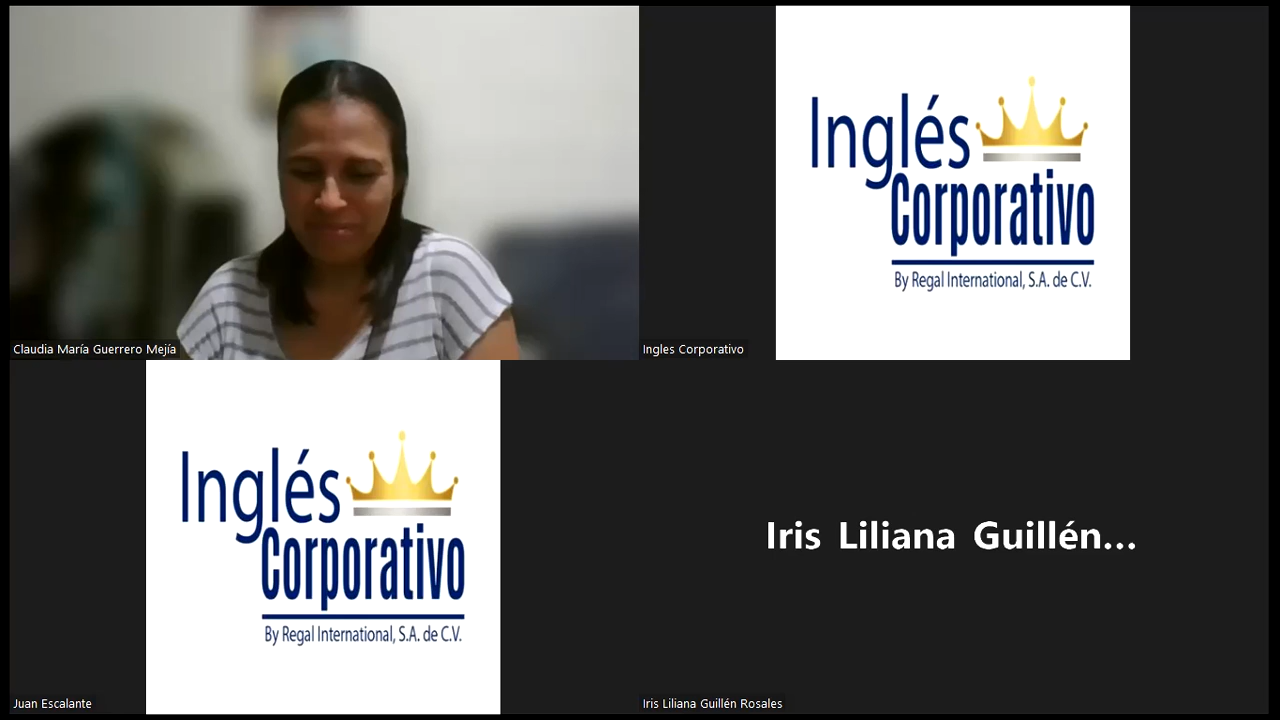 Inglés
Corporativo
By Regal International, S.A. de C.V.
Claudia María Guerrero Mejía
Ingles Corporativo
Inglés
Corporativo
By Regal International, S.A. de C.V.
Iris Liliana Guillén...
Juan Escalante
Iris Liliana Guillén Rosales